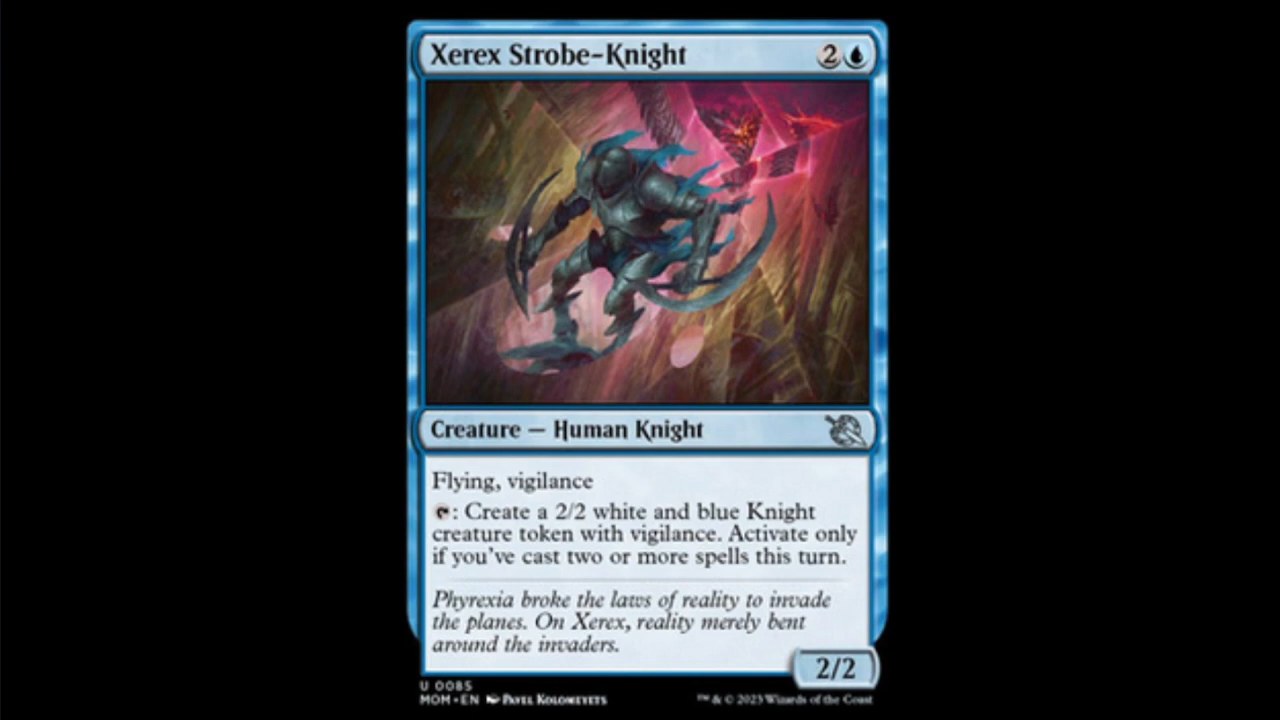 Xerex Strobe-Knight 2
Creature — Human Knight
Flying, vigilance
: Create a 2/2 white and blue Knight
creature token with vigilance. Activate only
if you've cast two or more spells this turn.
Phyrexia broke the laws of reality to invade
the planes. On Xerex, reality merely bent
around the invaders.
2/2
U 0085
MOM • EN Pavel Kolomeyets ™ & © 2023 Wizards of the Coast